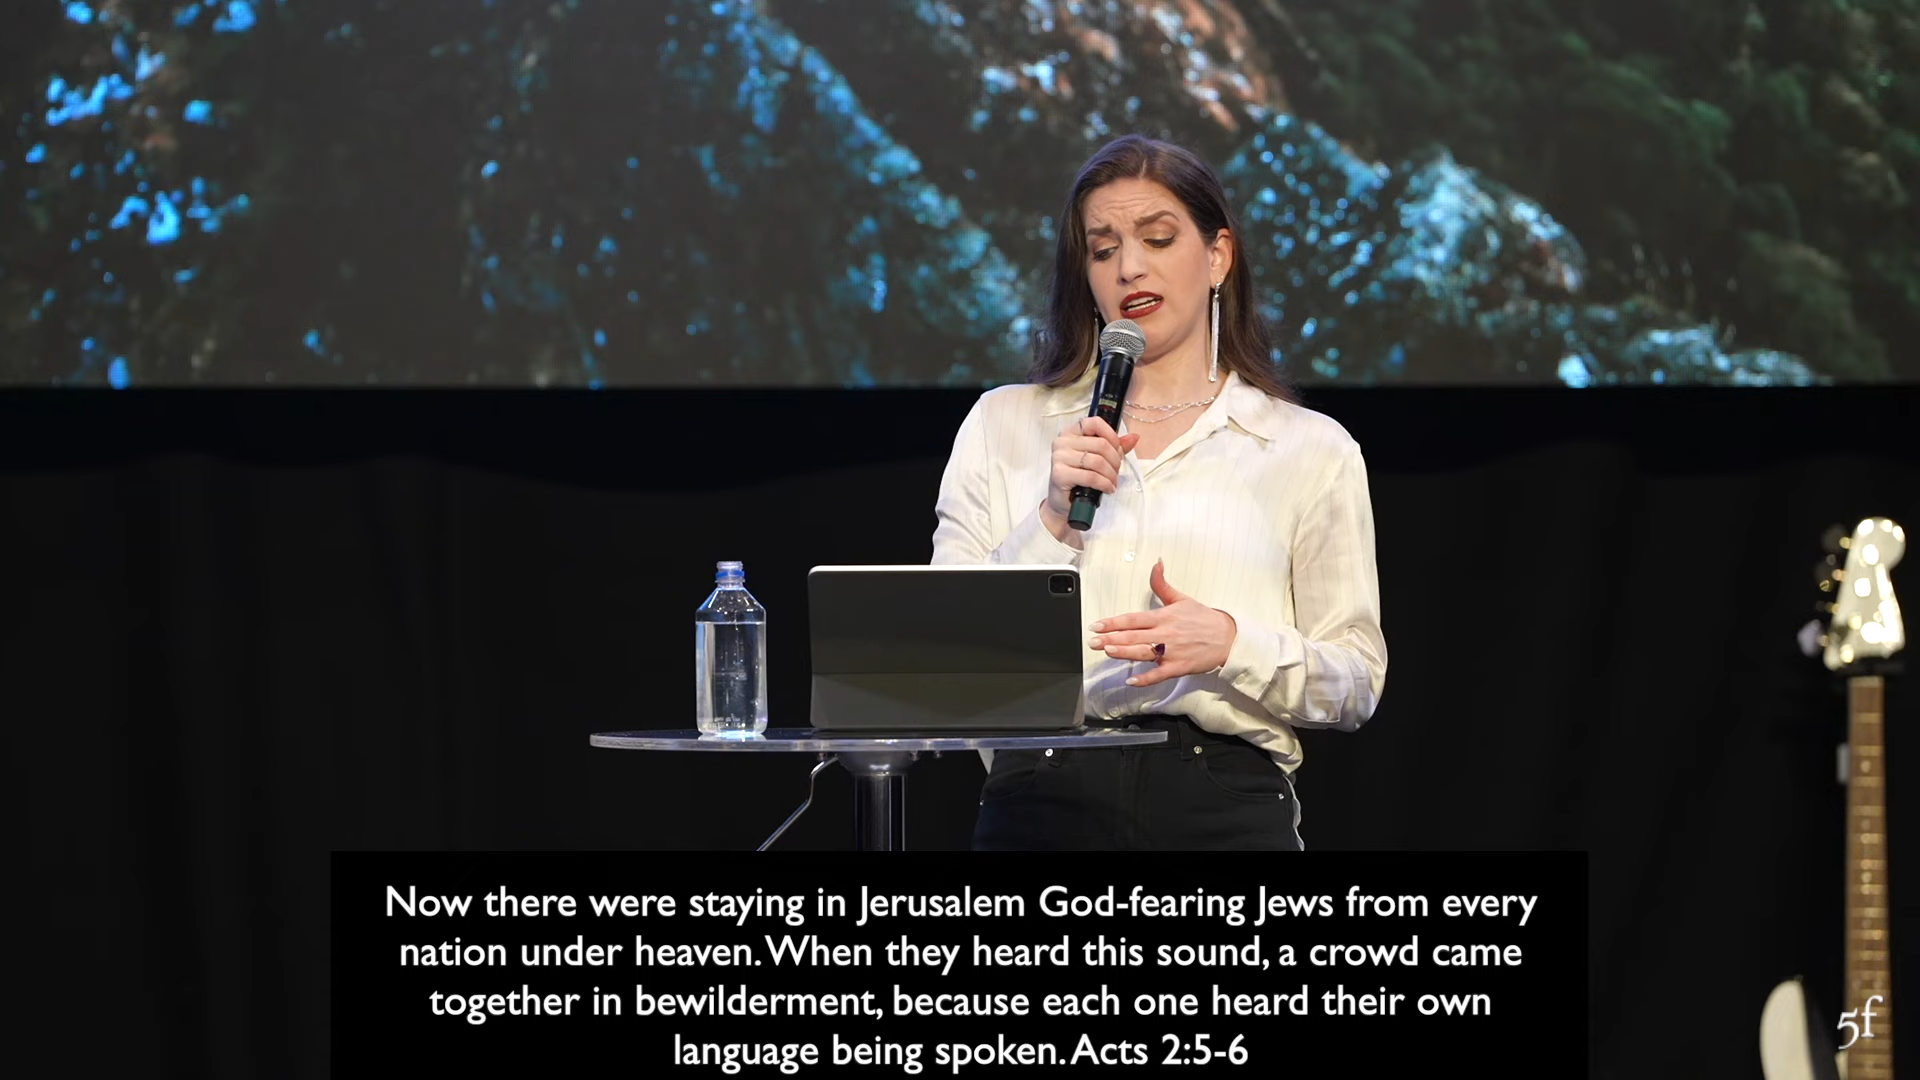 Now there were staying in Jerusalem God-fearing Jews from every
nation under heaven. When they heard this sound, a crowd came
together in bewilderment, because each one heard their own
language being spoken. Acts 2:5-6
5f